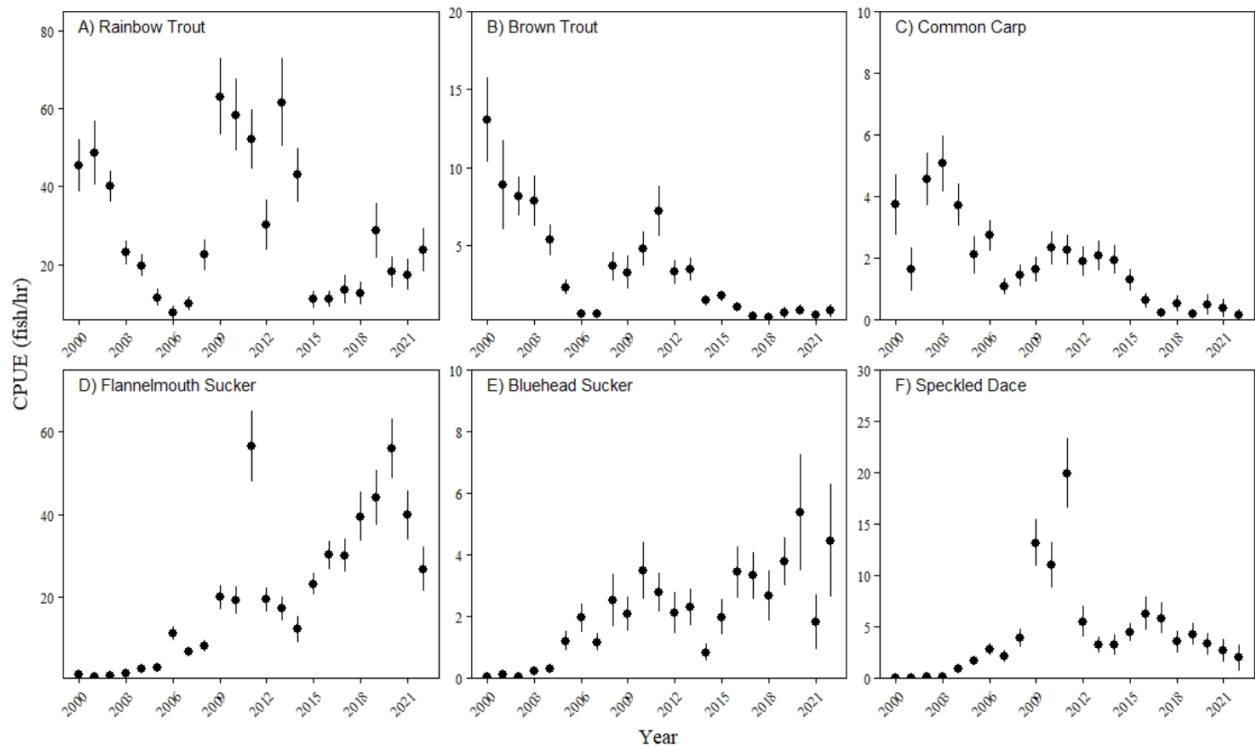 A) Rainbow Trout
80
60
40
20
2000 2003 2006 2009 2012 2015 2018 2021
B) Brown Trout
20
15
10
5
2000 2003 2006 2009 2012 2015 2018 2021
C) Common Carp
10
8
6
4
2
0
2000 2003 2006 2009 2012 2015 2018 2021
CPUE (fish/hr)
D) Flannelmouth Sucker
60
40
20
2000 2003 2006 2009 2012 2015 2018 2021
E) Bluehead Sucker
10
8
6
4
2
0
2000 2003 2006 2009 2012 2015 2018 2021
F) Speckled Dace
30
25
20
15
10
5
0
2000 2003 2006 2009 2012 2015 2018 2021
Year